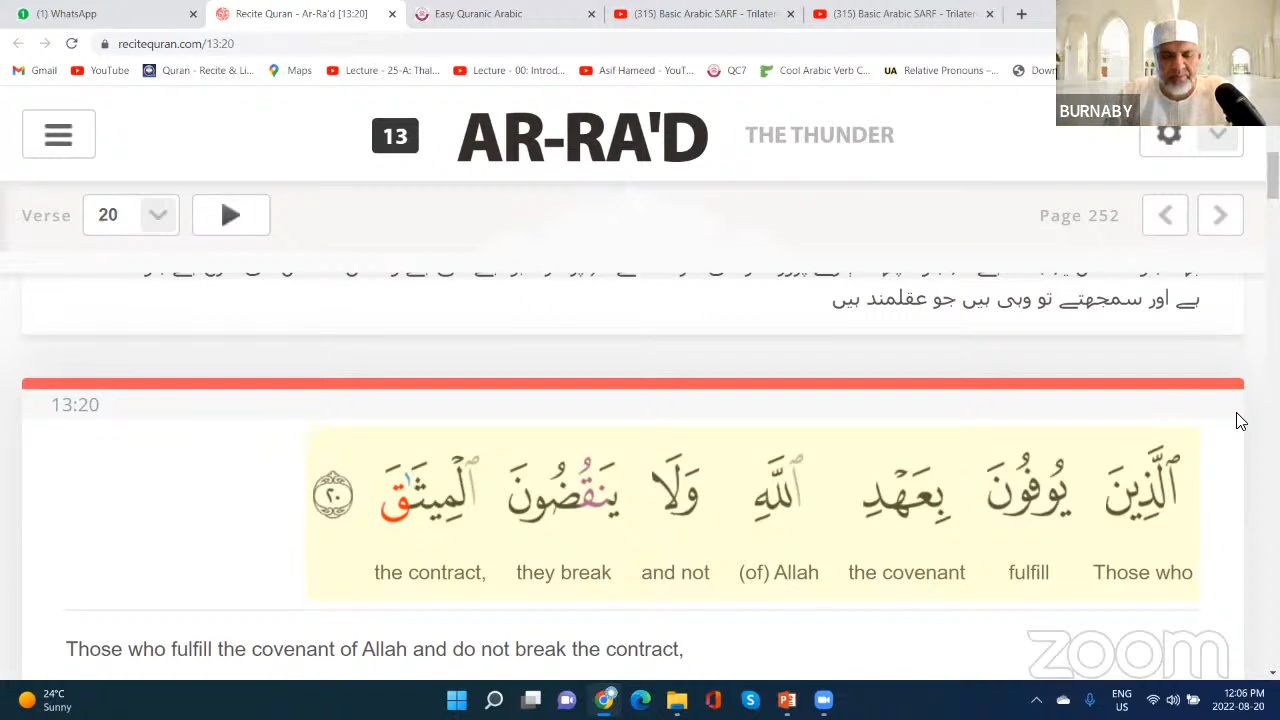 (1) WhatsApp
Recite Quran - Ar-Ra'd [13:20]
Easy Quranic Arabic
(315) Basic Arabic SARF - Trilater
(315) Basic Arabic SARF - Trilater
recitequran.com/13:20
Gmail YouTube Quran - Recite & Li... Maps Lecture - 25-A: Thal... Lecture - 00: Introd... Asif Hameed - YouT... QC7 Cool Arabic Verb C... UA Relative Pronouns –... Down
BURNABY
13 AR-RA'D THE THUNDER
Verse 20 Page 252
ہے اور سمجھتے تو وہی ہیں جو عقلمند ہیں
13:20
ٱلَّذِينَ يُوفُونَ بِعَهْدِ ٱللَّهِ وَلَا يَنقُضُونَ ٱلْمِيثَـٰقَ ٢٠
the contract, they break and not (of) Allah the covenant fulfill Those who
Those who fulfill the covenant of Allah and do not break the contract,
zoom
24°C
Sunny
ENG
US
12:06 PM
2022-08-20